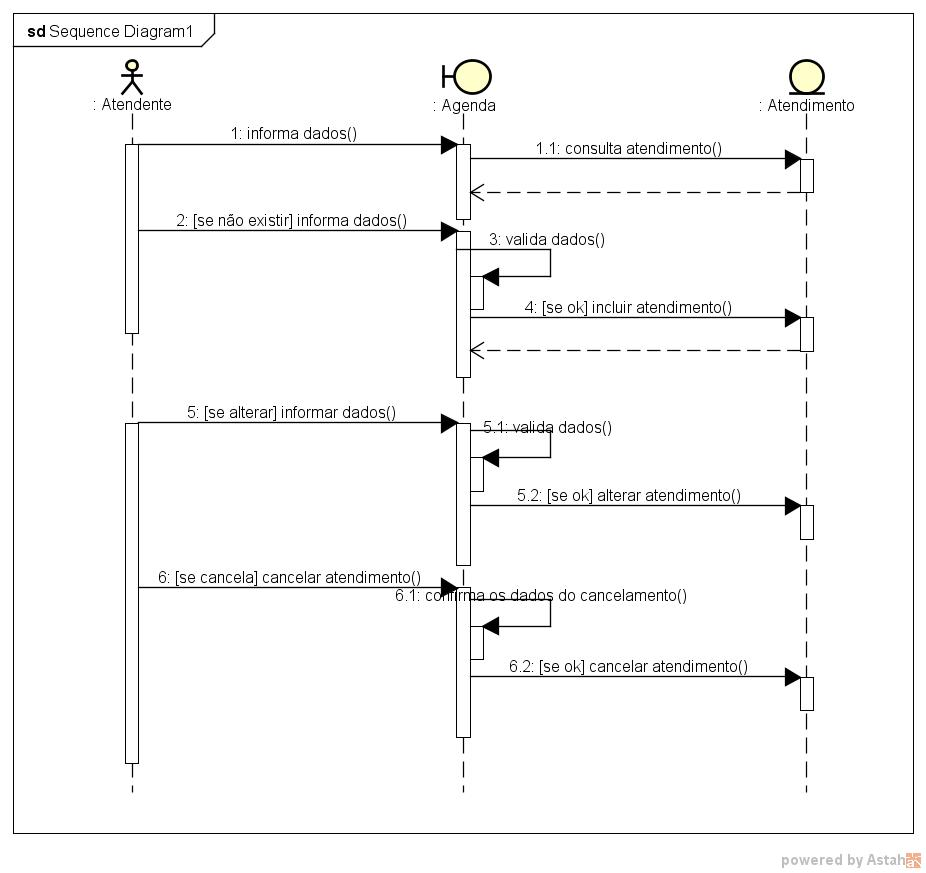 sd Sequence Diagram1
: Atendente
: Agenda
: Atendimento
1: informa dados()
1.1: consulta atendimento()
2: [se não existir] informa dados()
3: valida dados()
4: [se ok] incluir atendimento()
5: [se alterar] informar dados()
5.1: valida dados()
5.2: [se ok] alterar atendimento()
6: [se cancela] cancelar atendimento()
6.1: confirma os dados do cancelamento()
6.2: [se ok] cancelar atendimento()
powered by Astah